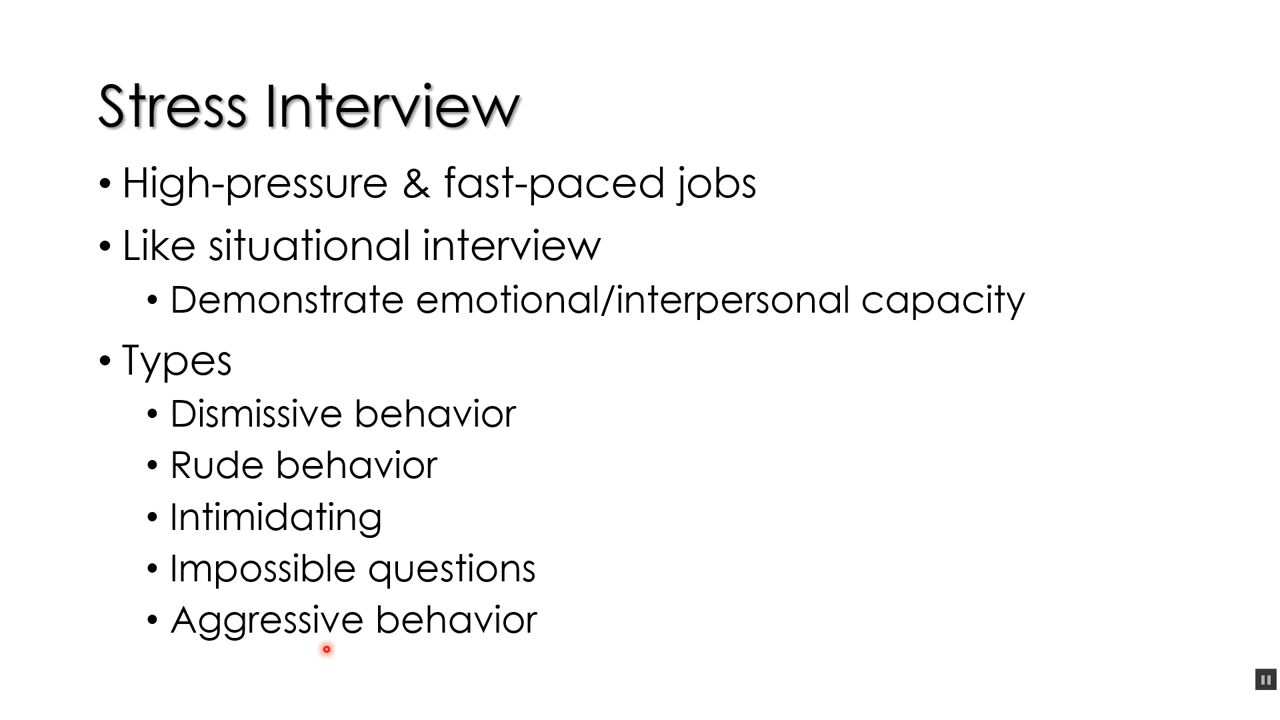 Stress Interview
• High-pressure & fast-paced jobs
• Like situational interview
• Demonstrate emotional/interpersonal capacity
• Types
• Dismissive behavior
• Rude behavior
• Intimidating
• Impossible questions
• Aggressive behavior